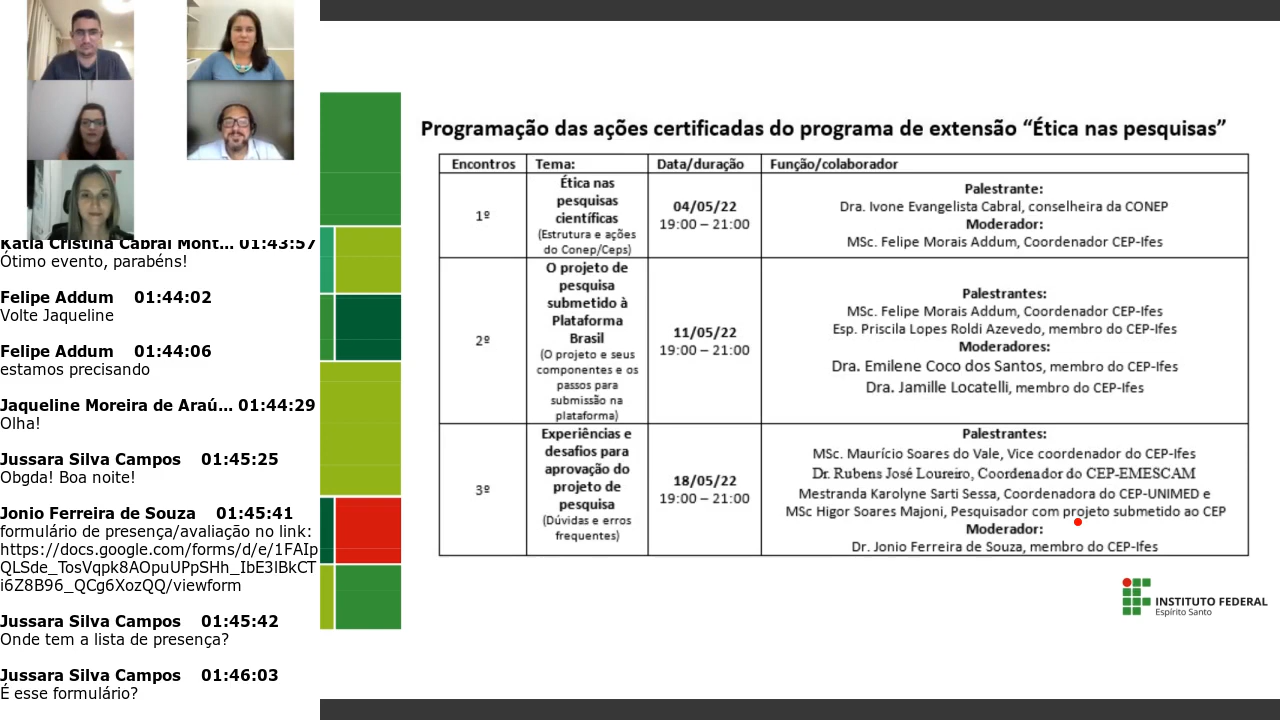 Katia Cristina Cabral Mont... 01:43:57
Ótimo evento, parabéns!
Felipe Addum 01:44:02
Volte Jaqueline
Felipe Addum 01:44:06
estamos precisando
Jaqueline Moreira de Araú... 01:44:29
Olha!
Jussara Silva Campos 01:45:25
Obgda! Boa noite!
Jonio Ferreira de Souza 01:45:41
formulário de presença/avaliação no link:
https://docs.google.com/forms/d/e/1FAIp
QLSde_TosVqpk8AOpuUPpSHh_IbE3lBkCT
i6Z8B96_QCg6XozQQ/viewform
Jussara Silva Campos 01:45:42
Onde tem a lista de presença?
Jussara Silva Campos 01:46:03
É esse formulário?
Programação das ações certificadas do programa de extensão “Ética nas pesquisas”
Encontros Tema: Data/duração Função/colaborador
1º
Ética nas
pesquisas
científicas
(Estrutura e ações
do Conep/Ceps)
04/05/22
19:00 – 21:00
Palestrante:
Dra. Ivone Evangelista Cabral, conselheira da CONEP
Moderador:
MSc. Felipe Morais Addum, Coordenador CEP-Ifes
2º
O projeto de
pesquisa
submetido à
Plataforma
Brasil
(O projeto e seus
componentes e os
passos para
submissão na
plataforma)
11/05/22
19:00 – 21:00
Palestrantes:
MSc. Felipe Morais Addum, Coordenador CEP-Ifes
Esp. Priscila Lopes Roldi Azevedo, membro do CEP-Ifes
Moderadores:
Dra. Emilene Coco dos Santos, membro do CEP-Ifes
Dra. Jamille Locatelli, membro do CEP-Ifes
3º
Experiências e
desafios para
aprovação do
projeto de
pesquisa
(Dúvidas e erros
frequentes)
18/05/22
19:00 – 21:00
Palestrantes:
MSc. Maurício Soares do Vale, Vice coordenador do CEP-Ifes
Dr. Rubens José Loureiro, Coordenador do CEP-EMESCAM
Mestranda Karolyne Sarti Sessa, Coordenadora do CEP-UNIMED e
MSc Higor Soares Majoni, Pesquisador com projeto submetido ao CEP
Moderador:
Dr. Jonio Ferreira de Souza, membro do CEP-Ifes
INSTITUTO FEDERAL
Espírito Santo